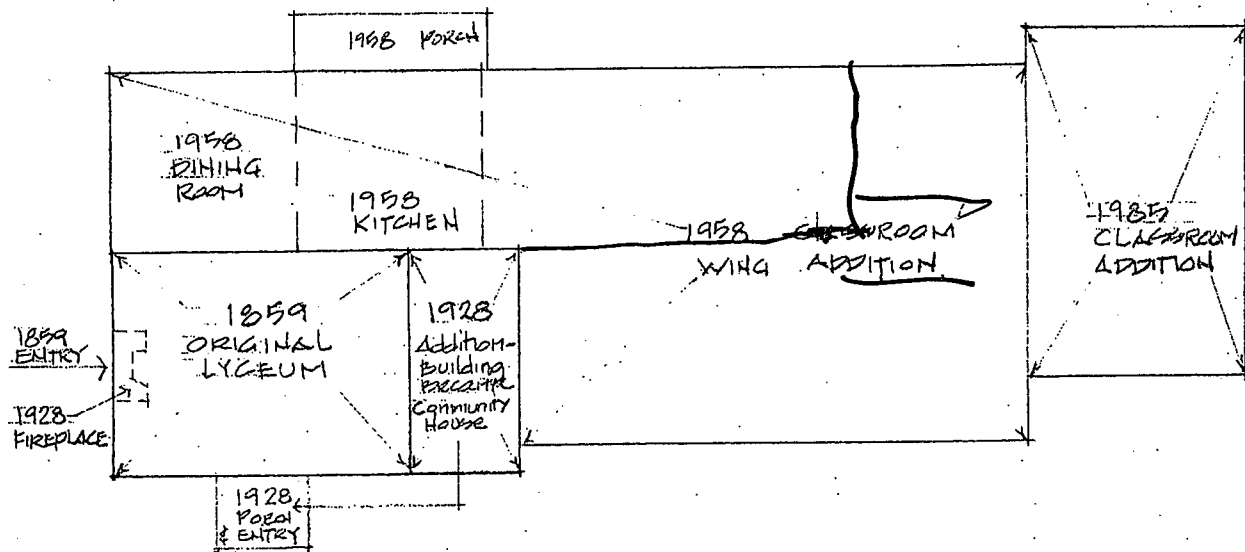 1958 PORCH
1958
DINING
ROOM
1958
KITCHEN
1958 CLASSROOM
WING ADDITION
1985
CLASSROOM
ADDITION
1859
ORIGINAL
LYCEUM
1928
Addition-
Building
Became
Community
House
1859
ENTRY
1928
FIREPLACE
1928
PORCH
& ENTRY